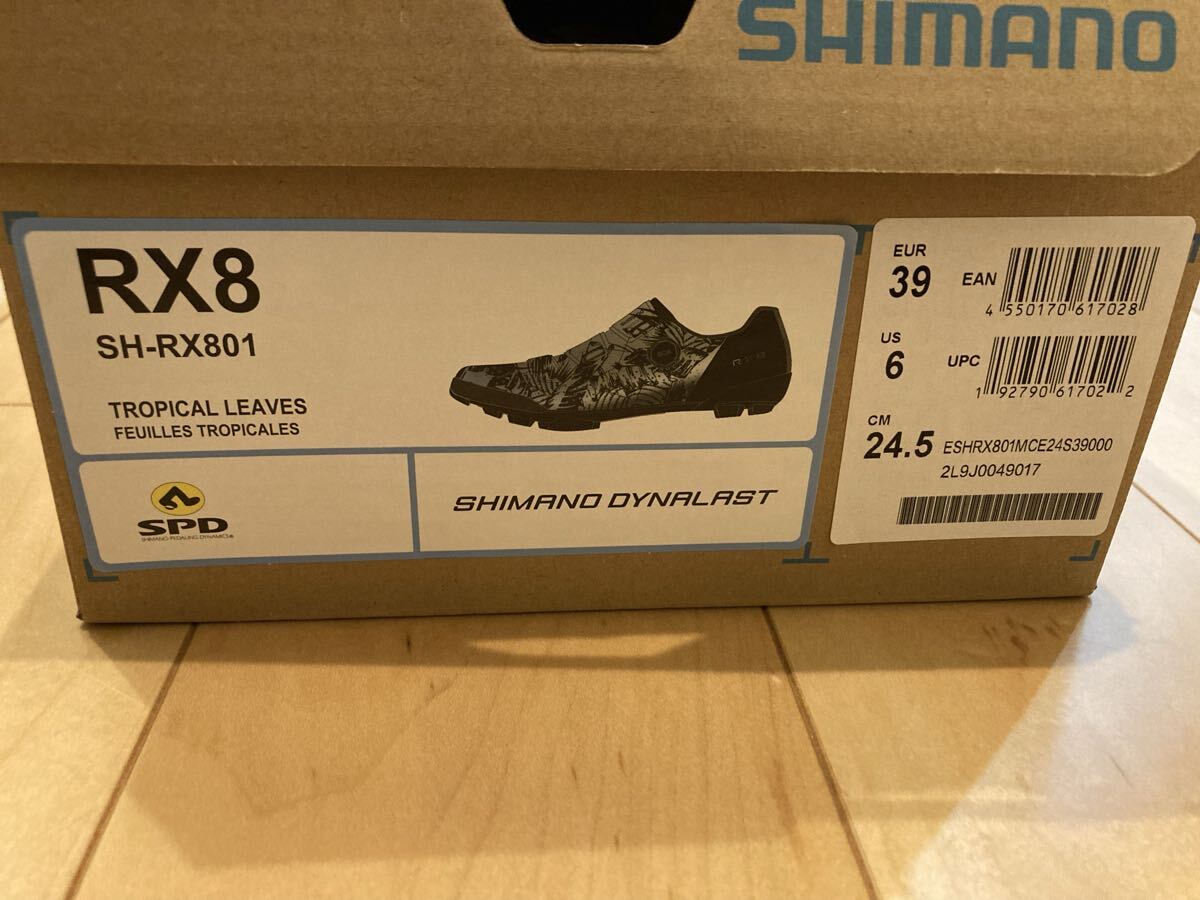 SHIMANO
RX8
SH-RX801
TROPICAL LEAVES
FEUILLES TROPICALES
RX8
SPD
SHIMANO PEDALING DYNAMICS®
SHIMANO DYNALAST
EUR
39
EAN
4 550170 617028
US
6
UPC
1 92790 61702 2
CM
24.5
ESHRX801MCE24S39000
2L9J0049017